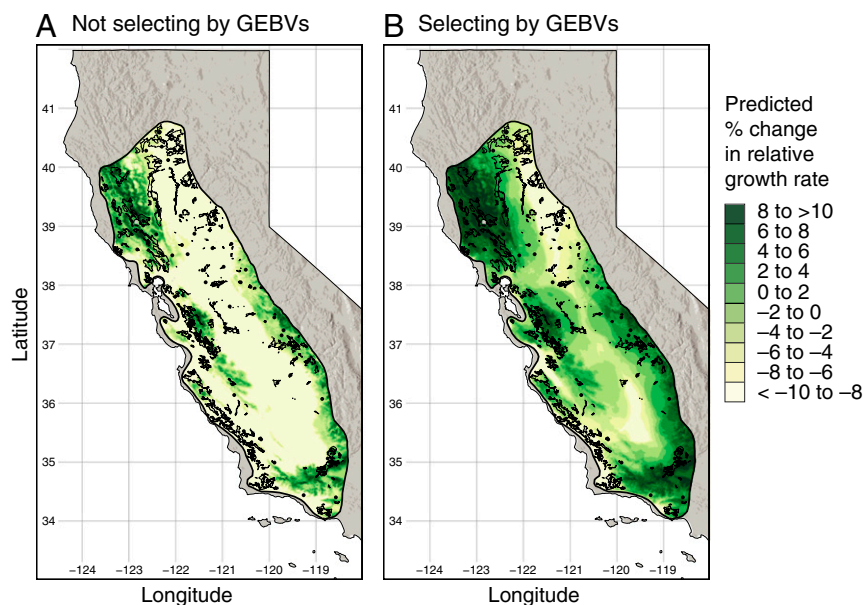 A Not selecting by GEBVs
B Selecting by GEBVs
41
40
39
38
37
36
35
34
Latitude
−124 −123 −122 −121 −120 −119
Longitude
41
40
39
38
37
36
35
34
−124 −123 −122 −121 −120 −119
Longitude
Predicted
% change
in relative
growth rate
8 to >10
6 to 8
4 to 6
2 to 4
0 to 2
−2 to 0
−4 to −2
−6 to −4
−8 to −6
< −10 to −8